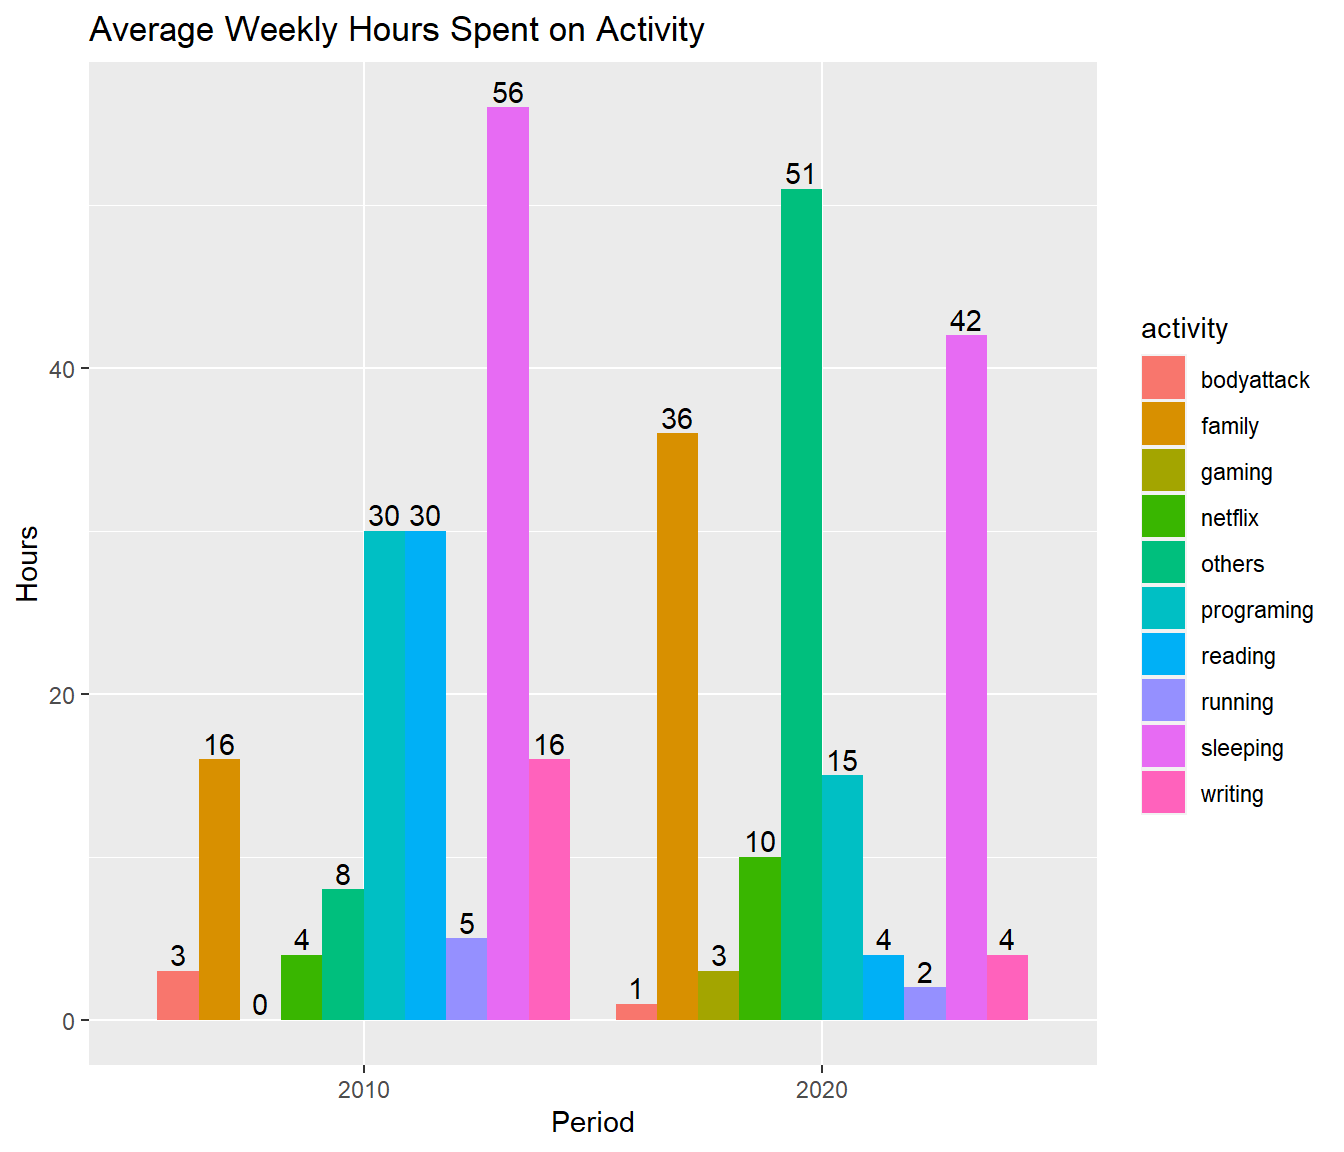 Average Weekly Hours Spent on Activity
56
51
42
40
36
30 30
20
16
16
15
10
8
5
4
4
4
3
3
2
1
0
0
2010
2020
Period
Hours
activity
bodyattack
family
gaming
netflix
others
programing
reading
running
sleeping
writing